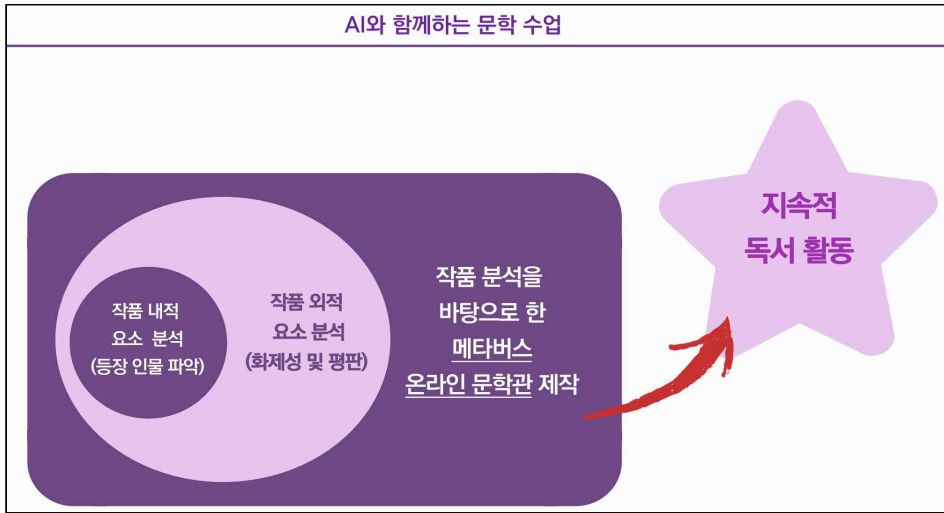 AI와 함께하는 문학 수업
작품 내적
요소 분석
(등장 인물 파악)
작품 외적
요소 분석
(화제성 및 평판)
작품 분석을
바탕으로 한
메타버스
온라인 문학관 제작
지속적
독서 활동